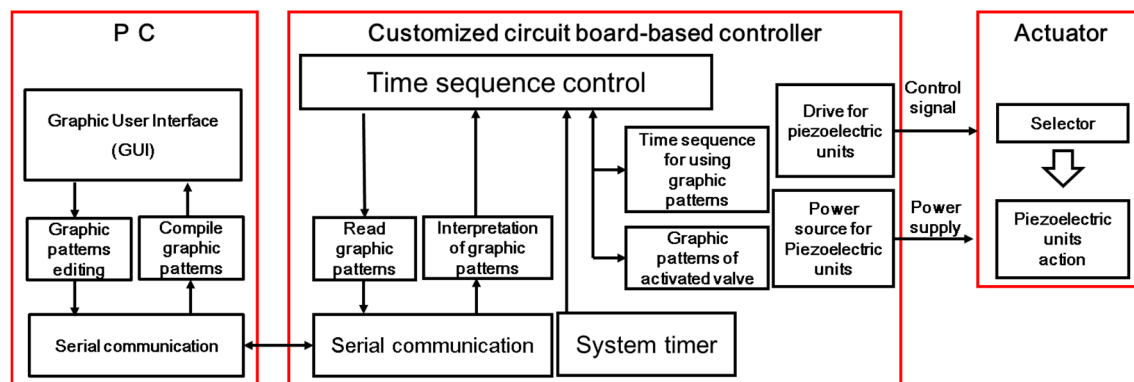 P C
Graphic User Interface
(GUI)
Graphic
patterns
editing
Compile
graphic
patterns
Serial communication
Customized circuit board-based controller
Time sequence control
Read
graphic
patterns
Interpretation
of graphic
patterns
Serial communication
System timer
Time sequence
for using
graphic
patterns
Graphic
patterns of
activated valve
Drive for
piezoelectric
units
Power
source for
Piezoelectric
units
Control
signal
Power
supply
Actuator
Selector
Piezoelectric
units
action